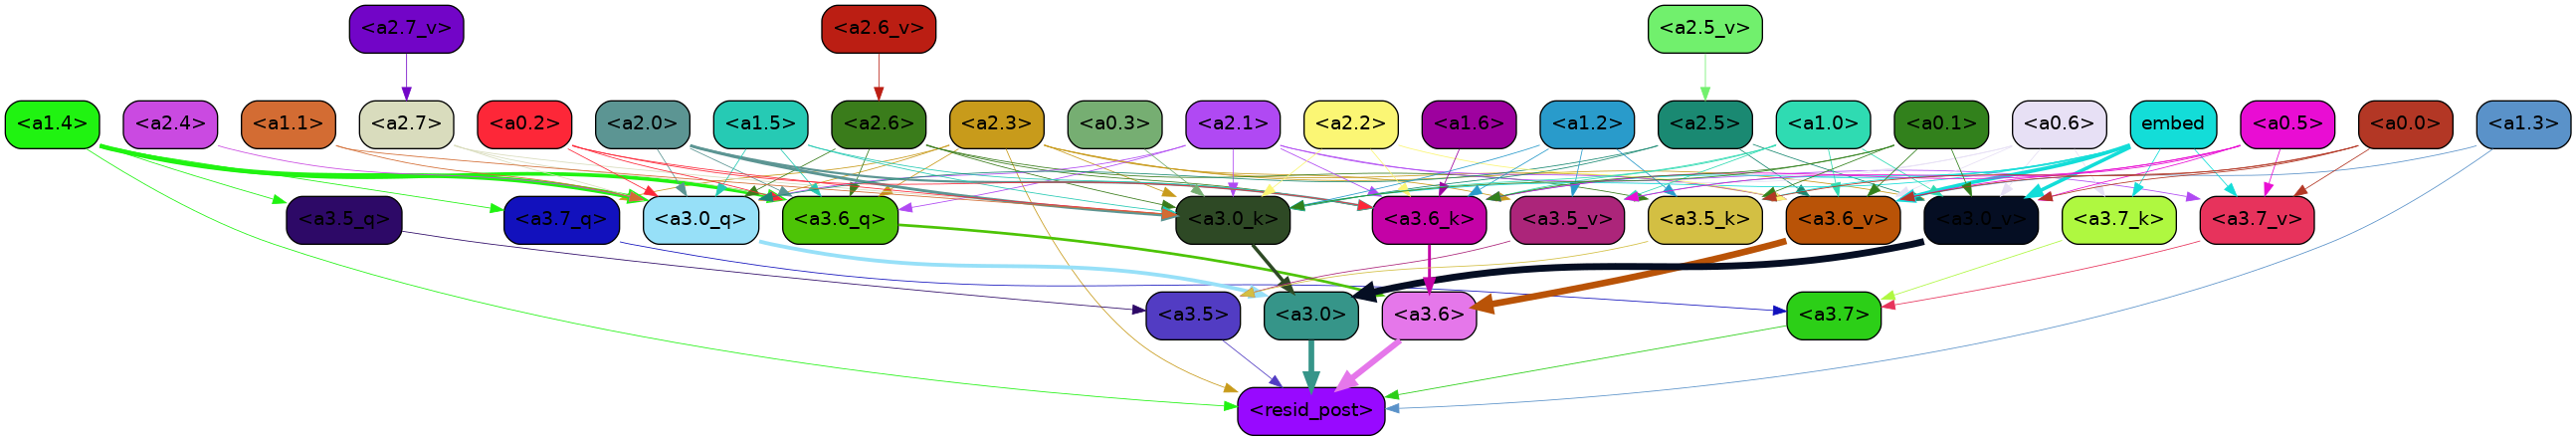 <a2.7_v> <a2.6_v> <a2.5_v>
<a1.4> <a2.4> <a1.1> <a2.7> <a0.2> <a2.0> <a1.5> <a2.6> <a2.3> <a0.3> <a2.1> <a2.2> <a1.6> <a1.2> <a2.5> <a1.0> <a0.1> <a0.6> embed <a0.5> <a0.0> <a1.3>
<a3.5_q> <a3.7_q> <a3.0_q> <a3.6_q> <a3.0_k> <a3.6_k> <a3.5_v> <a3.5_k> <a3.6_v> <a3.0_v> <a3.7_k> <a3.7_v>
<a3.5> <a3.0> <a3.6> <a3.7>
<resid_post>